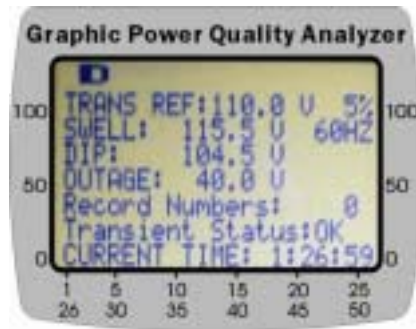 Graphic Power Quality Analyzer
TRANS REF:110.0 V 5%
SWELL: 115.5 V 60HZ
DIP: 104.5 V
OUTAGE: 40.0 V
Record Numbers: 0
Transient Status:OK
CURRENT TIME: 1:26:59
100 100
50 50
0 0
1 5 10 15 20 25
26 30 35 40 45 50